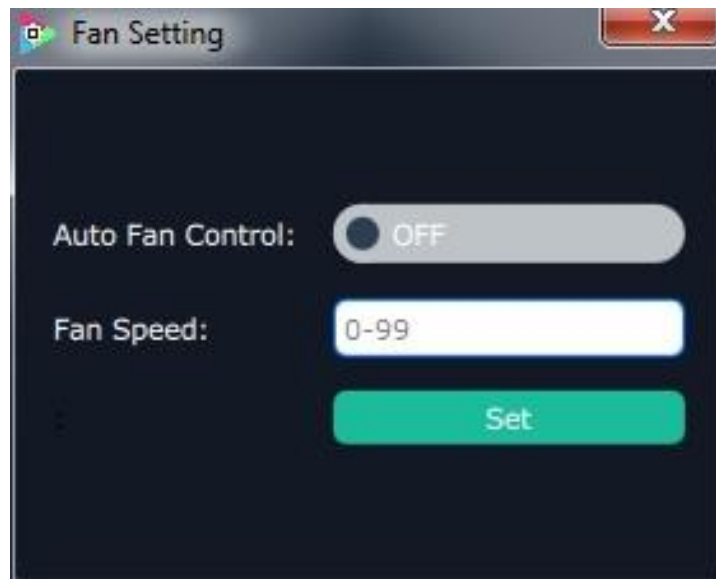 Fan Setting
Auto Fan Control: OFF
Fan Speed: 0-99
:
Set